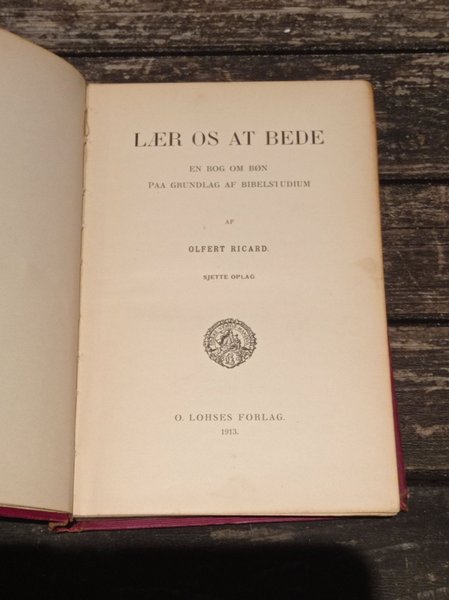 LÆR OS AT BEDE
EN BOG OM BØN
PAA GRUNDLAG AF BIBELSTUDIUM
AF
OLFERT RICARD.
SJETTE OPLAG
O. LOHSES FORLAG.
1913.